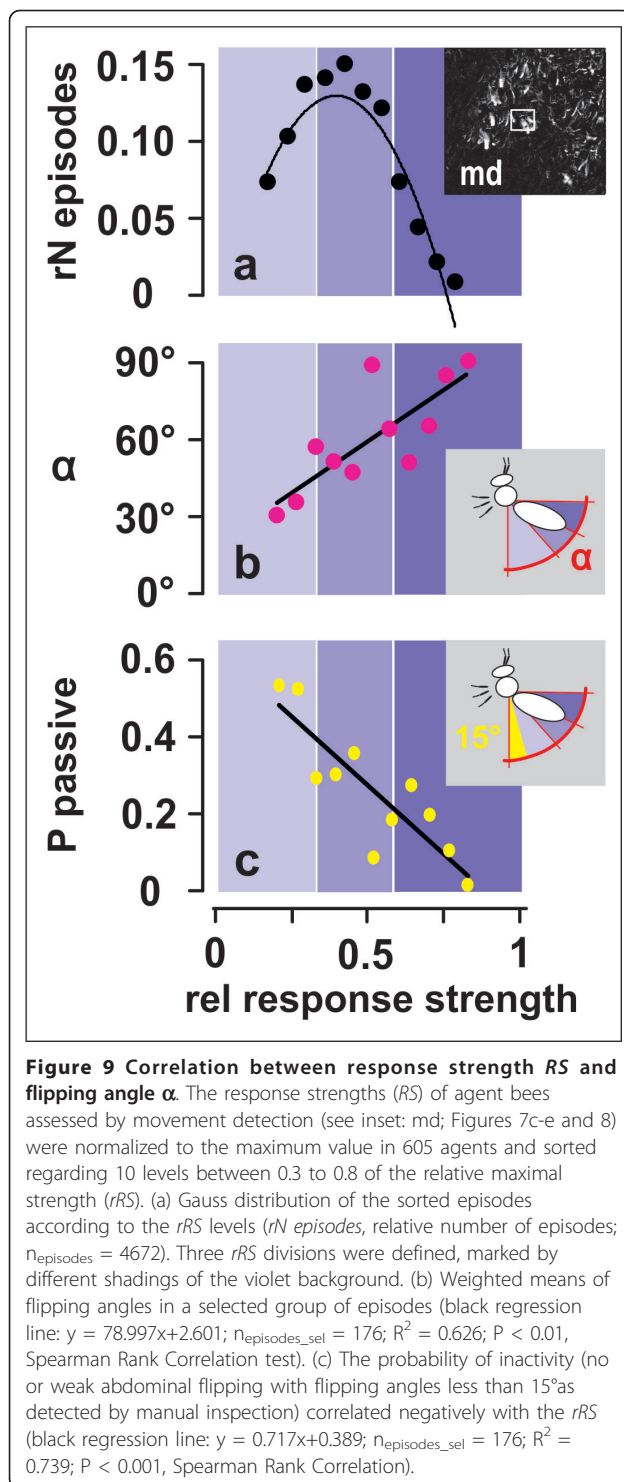 0.15
rN episodes
0.10
0.05
0
a
md
90°
α
60°
30°
0°
b
α
0.6
P passive
0.4
0.2
0
c
15°
0 0.5 1
rel response strength
Figure 9 Correlation between response strength RS and
flipping angle α. The response strengths (RS) of agent bees
assessed by movement detection (see inset: md; Figures 7c-e and 8)
were normalized to the maximum value in 605 agents and sorted
regarding 10 levels between 0.3 to 0.8 of the relative maximal
strength (rRS). (a) Gauss distribution of the sorted episodes
according to the rRS levels (rN episodes, relative number of episodes;
n_episodes = 4672). Three rRS divisions were defined, marked by
different shadings of the violet background. (b) Weighted means of
flipping angles in a selected group of episodes (black regression
line: y = 78.997x+2.601; n_episodes_sel = 176; R² = 0.626; P < 0.01,
Spearman Rank Correlation test). (c) The probability of inactivity (no
or weak abdominal flipping with flipping angles less than 15°as
detected by manual inspection) correlated negatively with the rRS
(black regression line: y = 0.717x+0.389; n_episodes_sel = 176; R² =
0.739; P < 0.001, Spearman Rank Correlation).